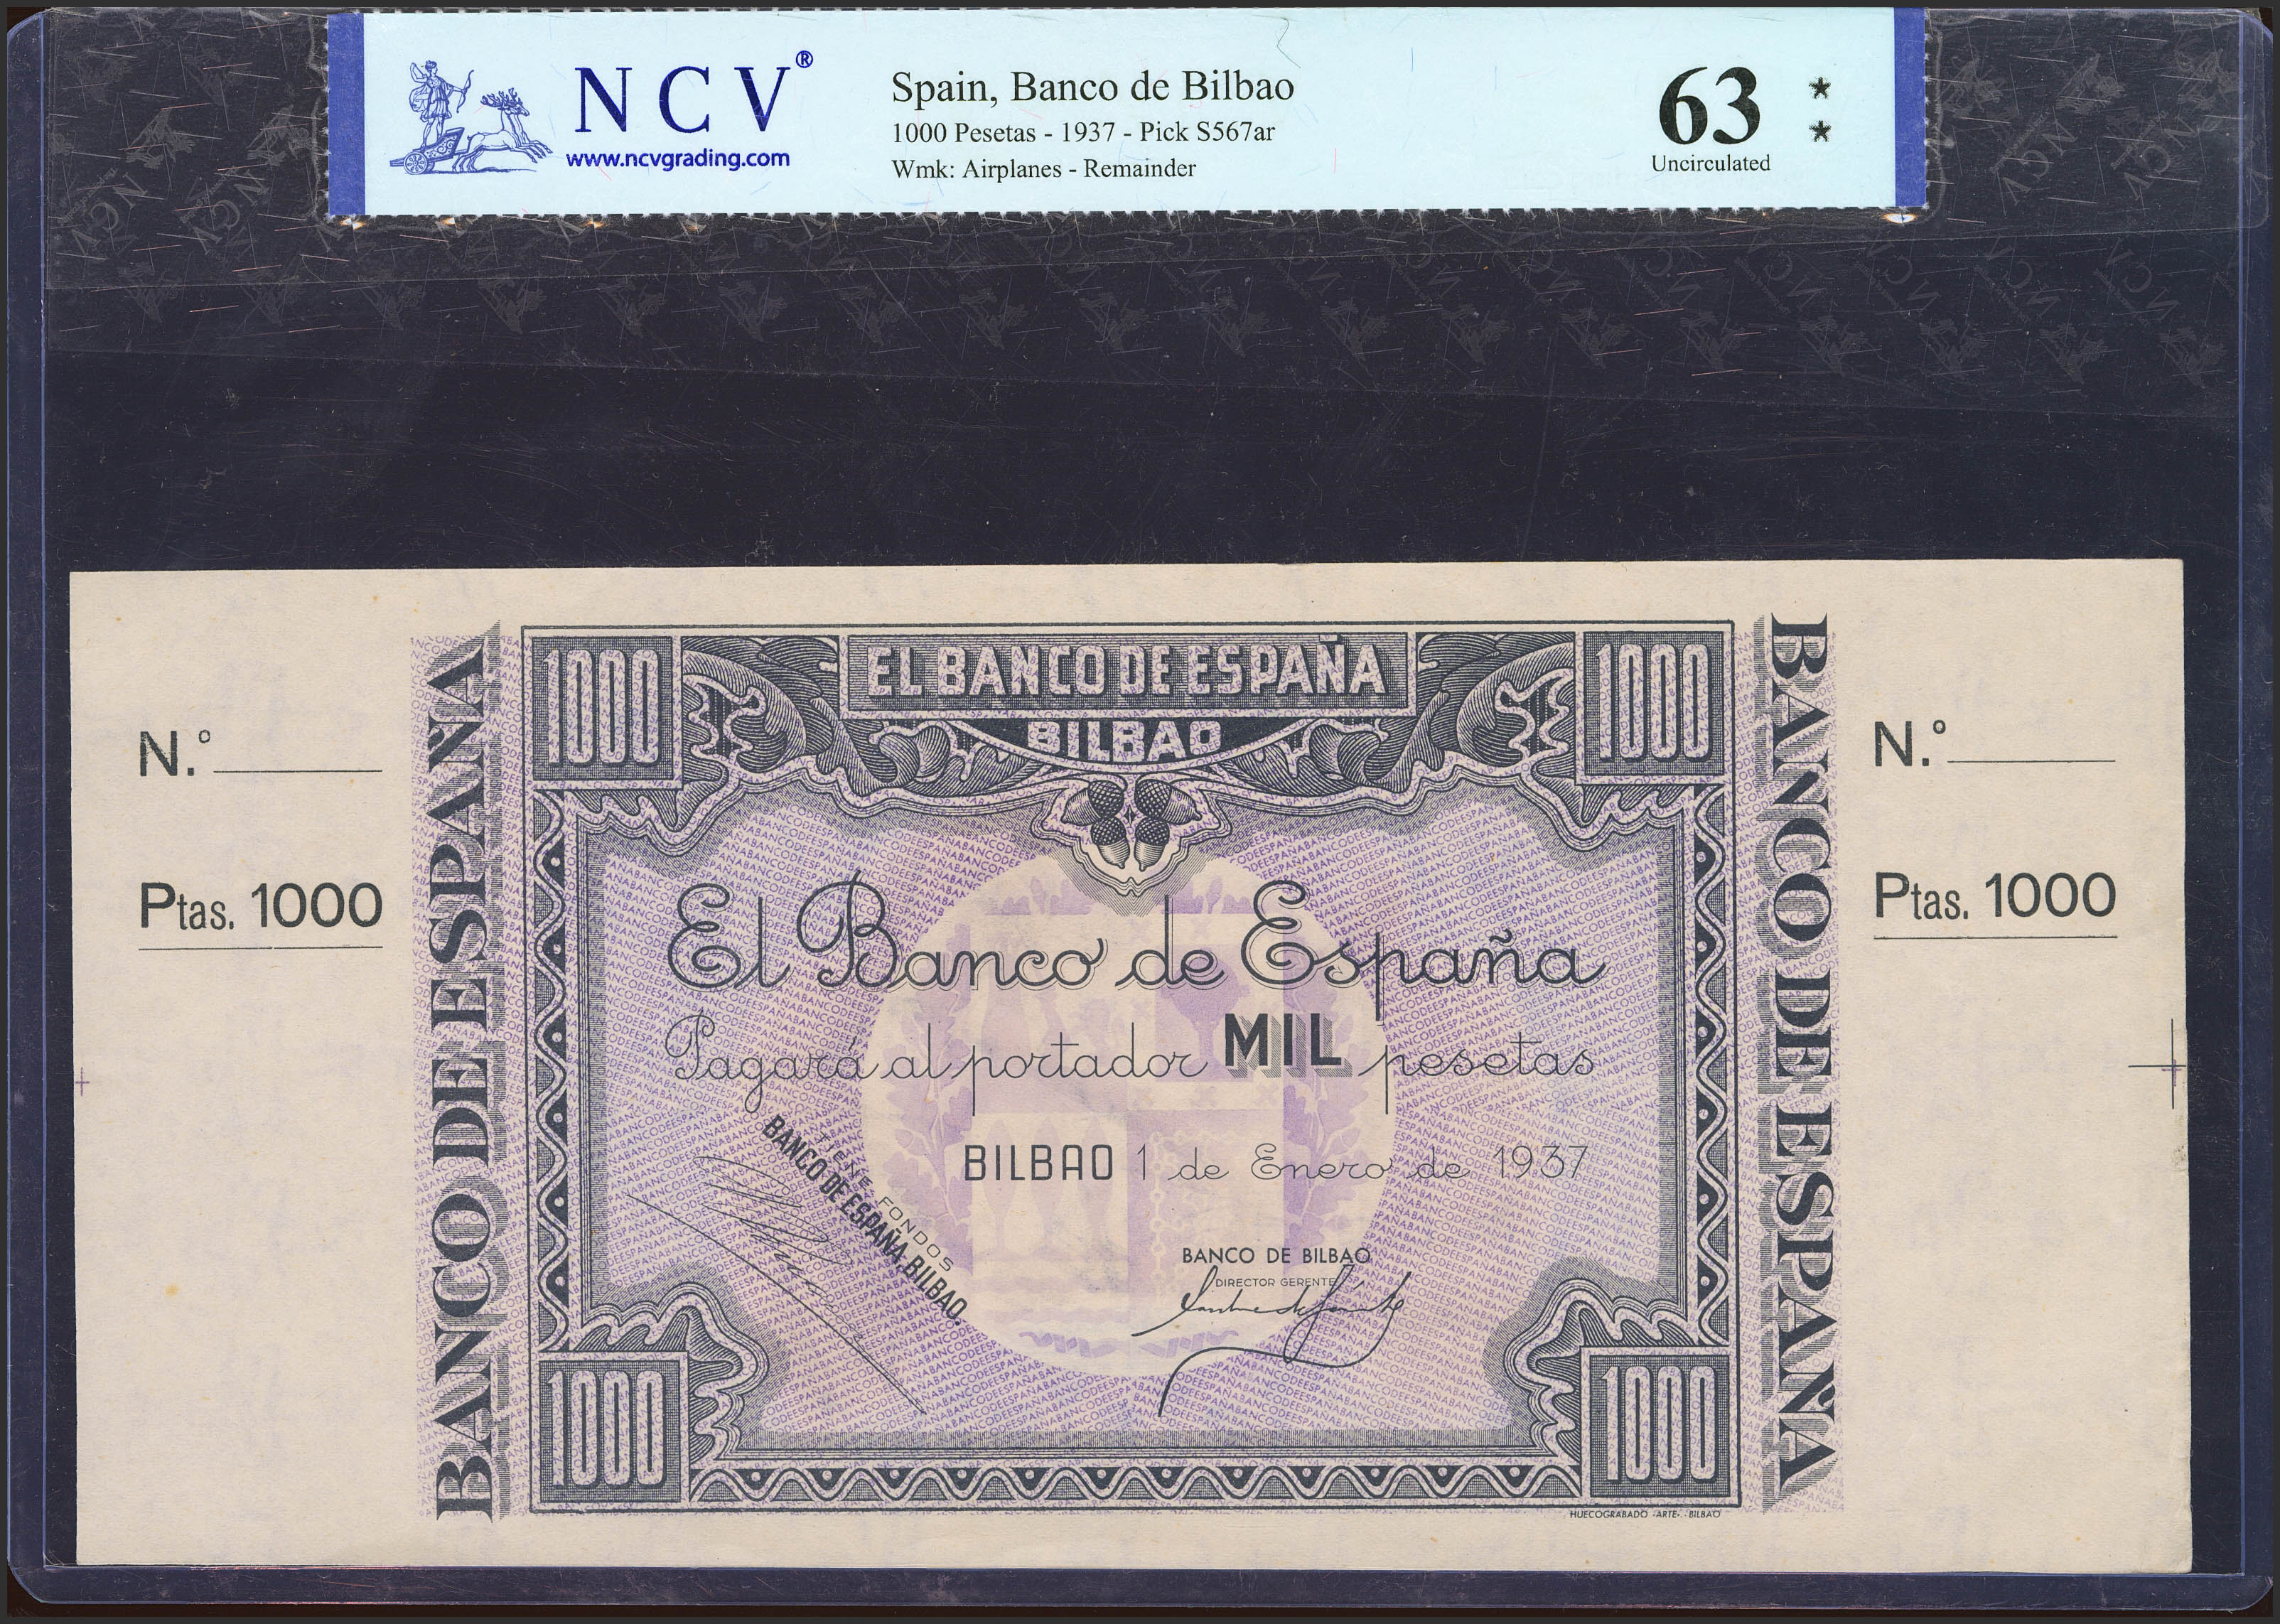 NCV®
www.ncvgrading.com
Spain, Banco de Bilbao
1000 Pesetas - 1937 - Pick S567ar
Wmk: Airplanes - Remainder
63 **
Uncirculated
N.º
Ptas. 1000
BANCO DE ESPAÑA
1000
EL BANCO DE ESPAÑA
BILBAO
1000
El Banco de España
Pagará al portador MIL pesetas
BILBAO 1 de Enero de 1937
TIENE FONDOS
BANCO DE ESPAÑA, BILBAO.
BANCO DE BILBAO
DIRECTOR GERENTE
1000
1000
HUECOGRABADO -ARTE- - BILBAO
BANCO DE ESPAÑA
N.º
Ptas. 1000